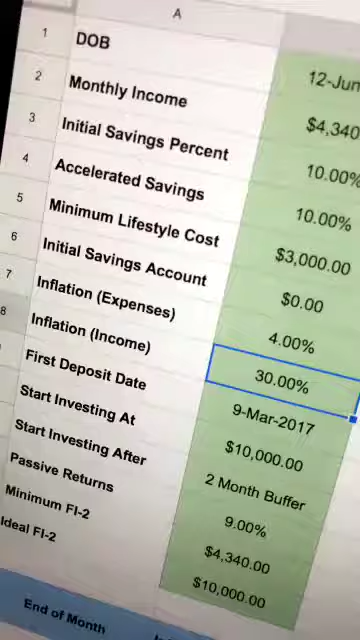 A
1 DOB 12-Jun
2 Monthly Income $4,340
3 Initial Savings Percent 10.00%
4 Accelerated Savings 10.00%
5 Minimum Lifestyle Cost $3,000.00
6 Initial Savings Account $0.00
7 Inflation (Expenses) 4.00%
8 Inflation (Income) 30.00%
First Deposit Date 9-Mar-2017
Start Investing At $10,000.00
Start Investing After 2 Month Buffer
Passive Returns 9.00%
Minimum FI-2 $4,340.00
Ideal FI-2 $10,000.00
End of Month